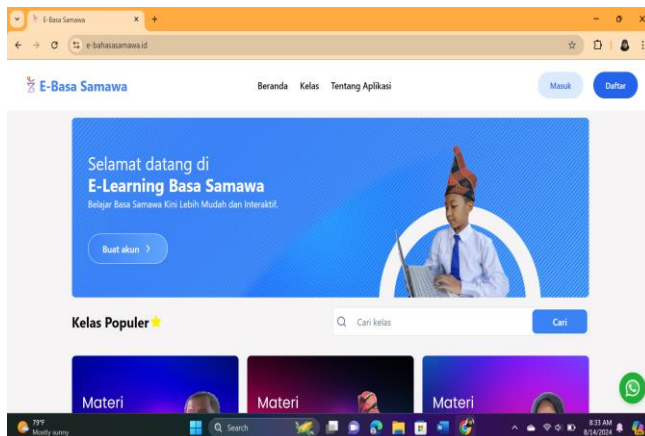 E-Basa Samawa
e-bahasasamawa.id
E-Basa Samawa
Beranda Kelas Tentang Aplikasi
Masuk Daftar
Selamat datang di
E-Learning Basa Samawa
Belajar Basa Samawa Kini Lebih Mudah dan Interaktif.
Buat akun
Kelas Populer
Cari kelas
Cari
Materi
Materi
Materi
79°F
Mostly sunny
Search
8:33 AM
8/14/2024